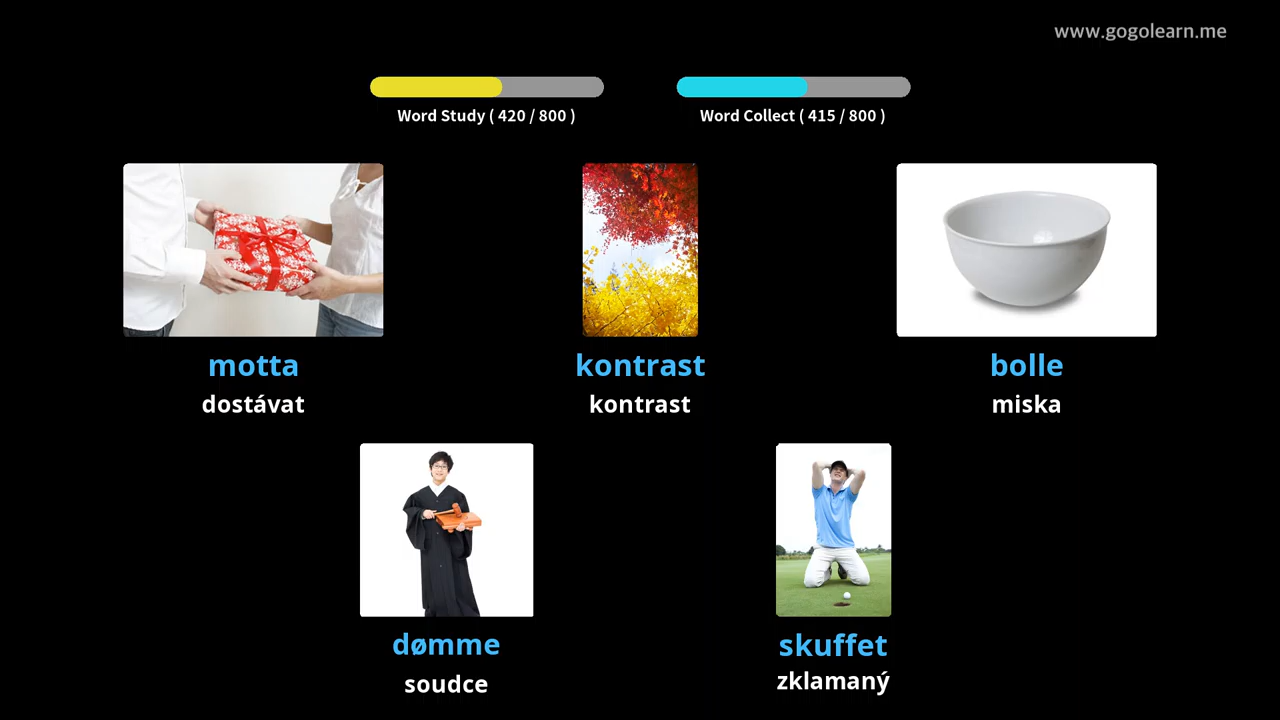 www.gogolearn.me
Word Study ( 420 / 800 )
Word Collect ( 415 / 800 )
motta
dostávat
kontrast
kontrast
bolle
miska
dømme
soudce
skuffet
zklamaný